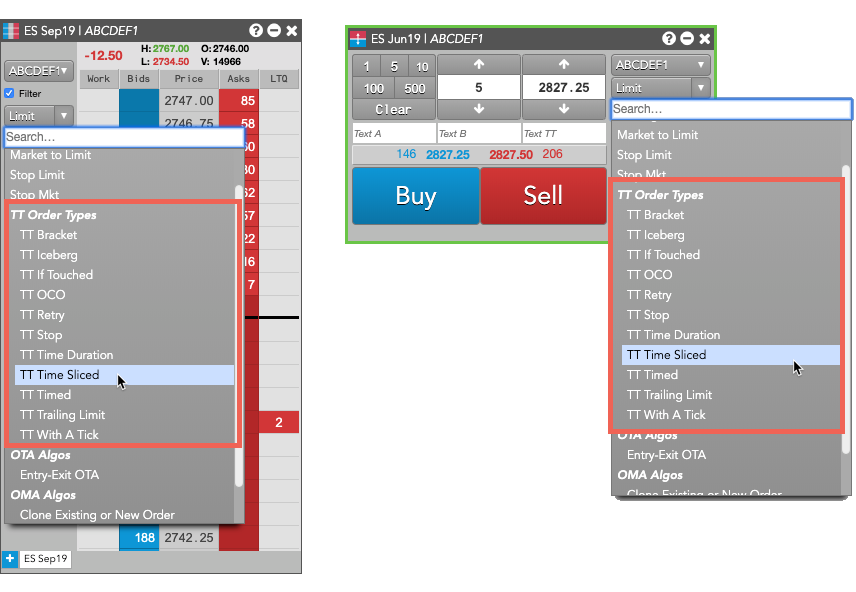 ES Sep19 | ABCDEF1
-12.50
H: 2767.00 O: 2746.00
L: 2734.50 V: 14966
ABCDEF1
Filter
Limit
Work Bids Price Asks LTQ
2747.00 85
2746.75 58
Search...
Market to Limit
Stop Limit
Stop Mkt
TT Order Types
TT Bracket
TT Iceberg
TT If Touched
TT OCO
TT Retry
TT Stop
TT Time Duration
TT Time Sliced
TT Timed
TT Trailing Limit
TT With A Tick
OTA Algos
Entry-Exit OTA
OMA Algos
Clone Existing or New Order
60
30
62
57
22
16
7
2
188 2742.25
+ ES Sep19
ES Jun19 | ABCDEF1
1 5 10
100 500
Clear
5
2827.25
ABCDEF1
Limit
Text A Text B Text TT
146 2827.25 2827.50 206
Buy Sell
Search...
Market to Limit
Stop Limit
Stop Mkt
TT Order Types
TT Bracket
TT Iceberg
TT If Touched
TT OCO
TT Retry
TT Stop
TT Time Duration
TT Time Sliced
TT Timed
TT Trailing Limit
TT With A Tick
OTA Algos
Entry-Exit OTA
OMA Algos
Clone Existing or New Order